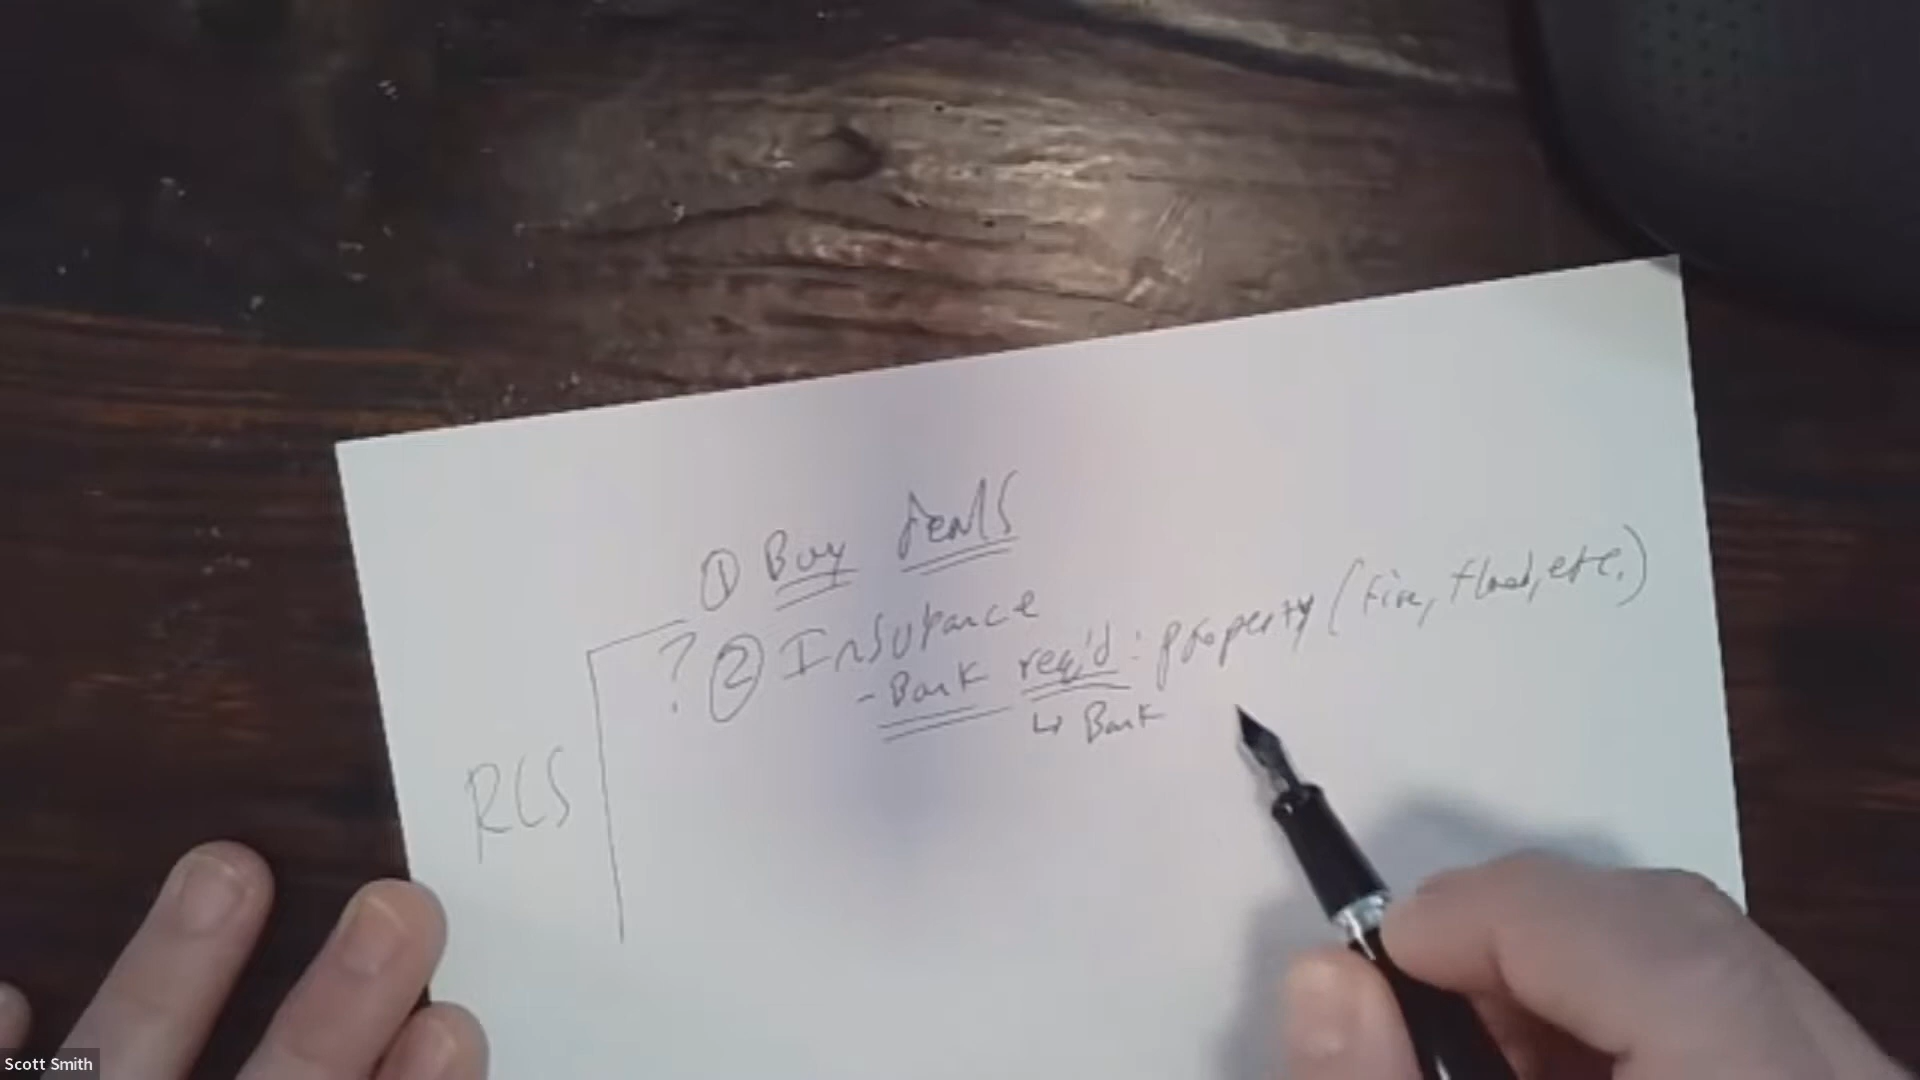 ① Buy deals
? ② Insurance
- Bank req'd: property (fire, flood, etc.)
↳ Bank
RCS
Scott Smith